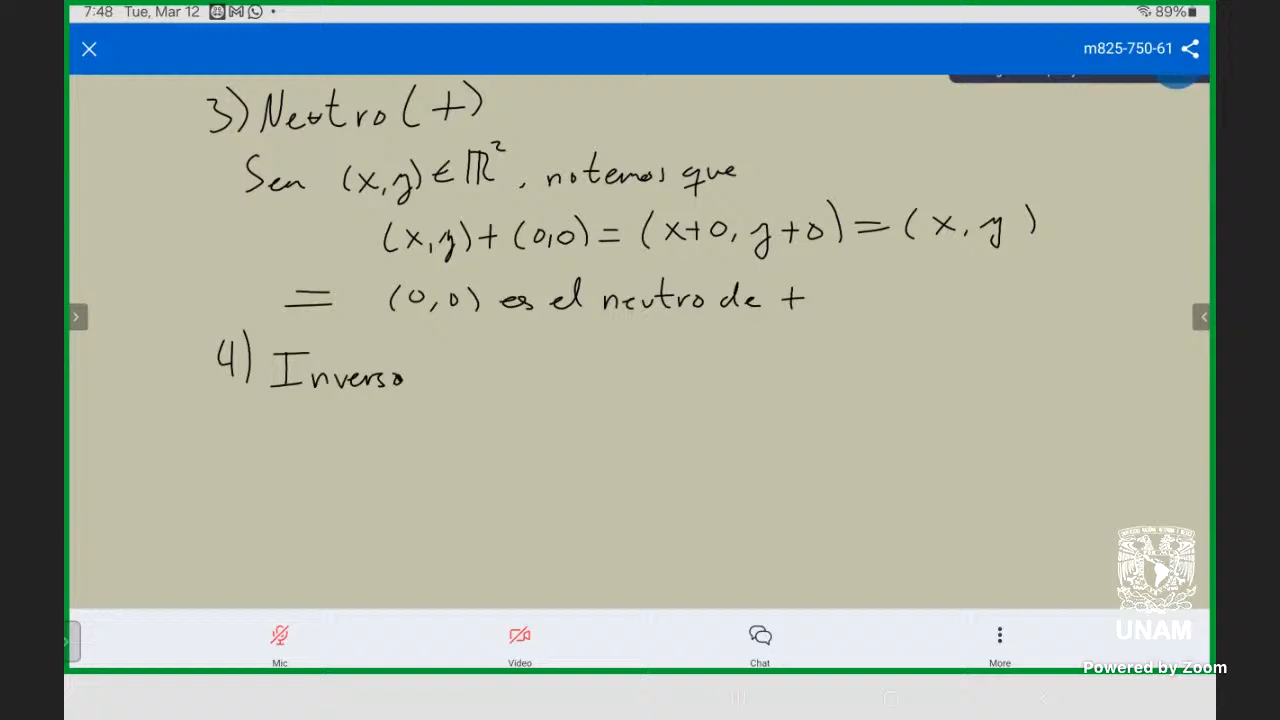 7:48 Tue, Mar 12
89%
m825-750-61
3) Neutro (+)
Sea (x,y) ∈ ℝ², notemos que
(x,y) + (0,0) = (x+0, y+0) = (x, y)
= (0,0) es el neutro de +
4) Inverso
UNAM
Mic Video Chat More
Powered by Zoom